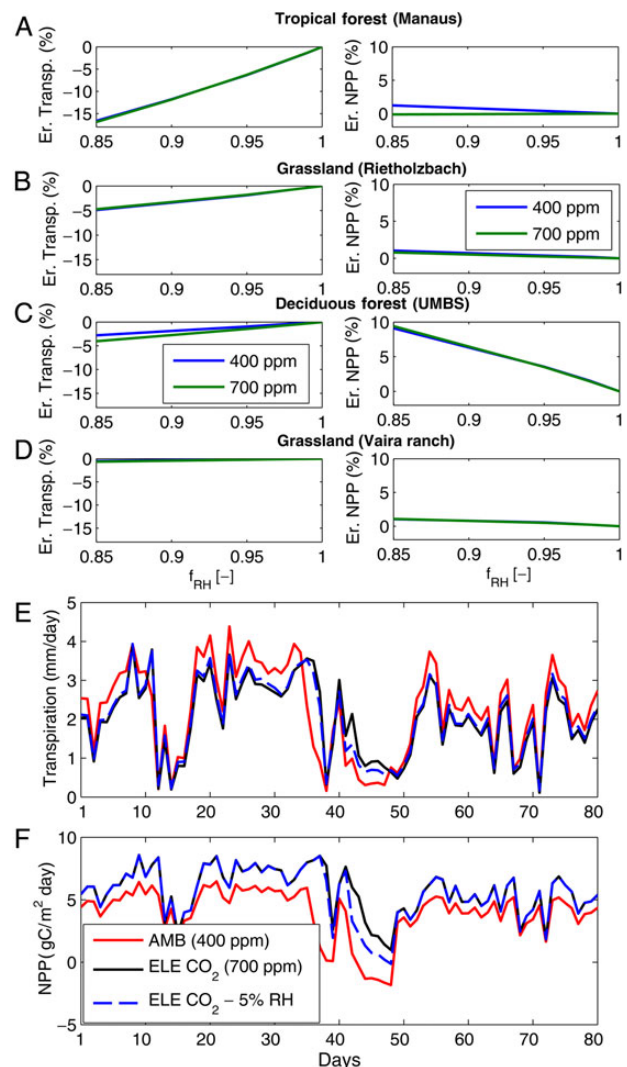 A
Tropical forest (Manaus)
Er. Transp. (%)
0
−5
−10
−15
0.85 0.9 0.95 1
Er. NPP (%)
10
5
0
0.85 0.9 0.95 1
B
Grassland (Rietholzbach)
Er. Transp. (%)
0
−5
−10
−15
0.85 0.9 0.95 1
Er. NPP (%)
10
5
0
400 ppm
700 ppm
0.85 0.9 0.95 1
C
Deciduous forest (UMBS)
Er. Transp. (%)
0
−5
−10
−15
400 ppm
700 ppm
0.85 0.9 0.95 1
Er. NPP (%)
10
5
0
0.85 0.9 0.95 1
D
Grassland (Vaira ranch)
Er. Transp. (%)
0
−5
−10
−15
0.85 0.9 0.95 1
f_RH [−]
Er. NPP (%)
10
5
0
0.85 0.9 0.95 1
f_RH [−]
E
Transpiration (mm/day)
5
4
3
2
1
0
1 10 20 30 40 50 60 70 80
F
NPP( gC/m² day)
10
5
0
−5
AMB (400 ppm)
ELE CO₂ (700 ppm)
ELE CO₂ − 5% RH
1 10 20 30 40 50 60 70 80
Days